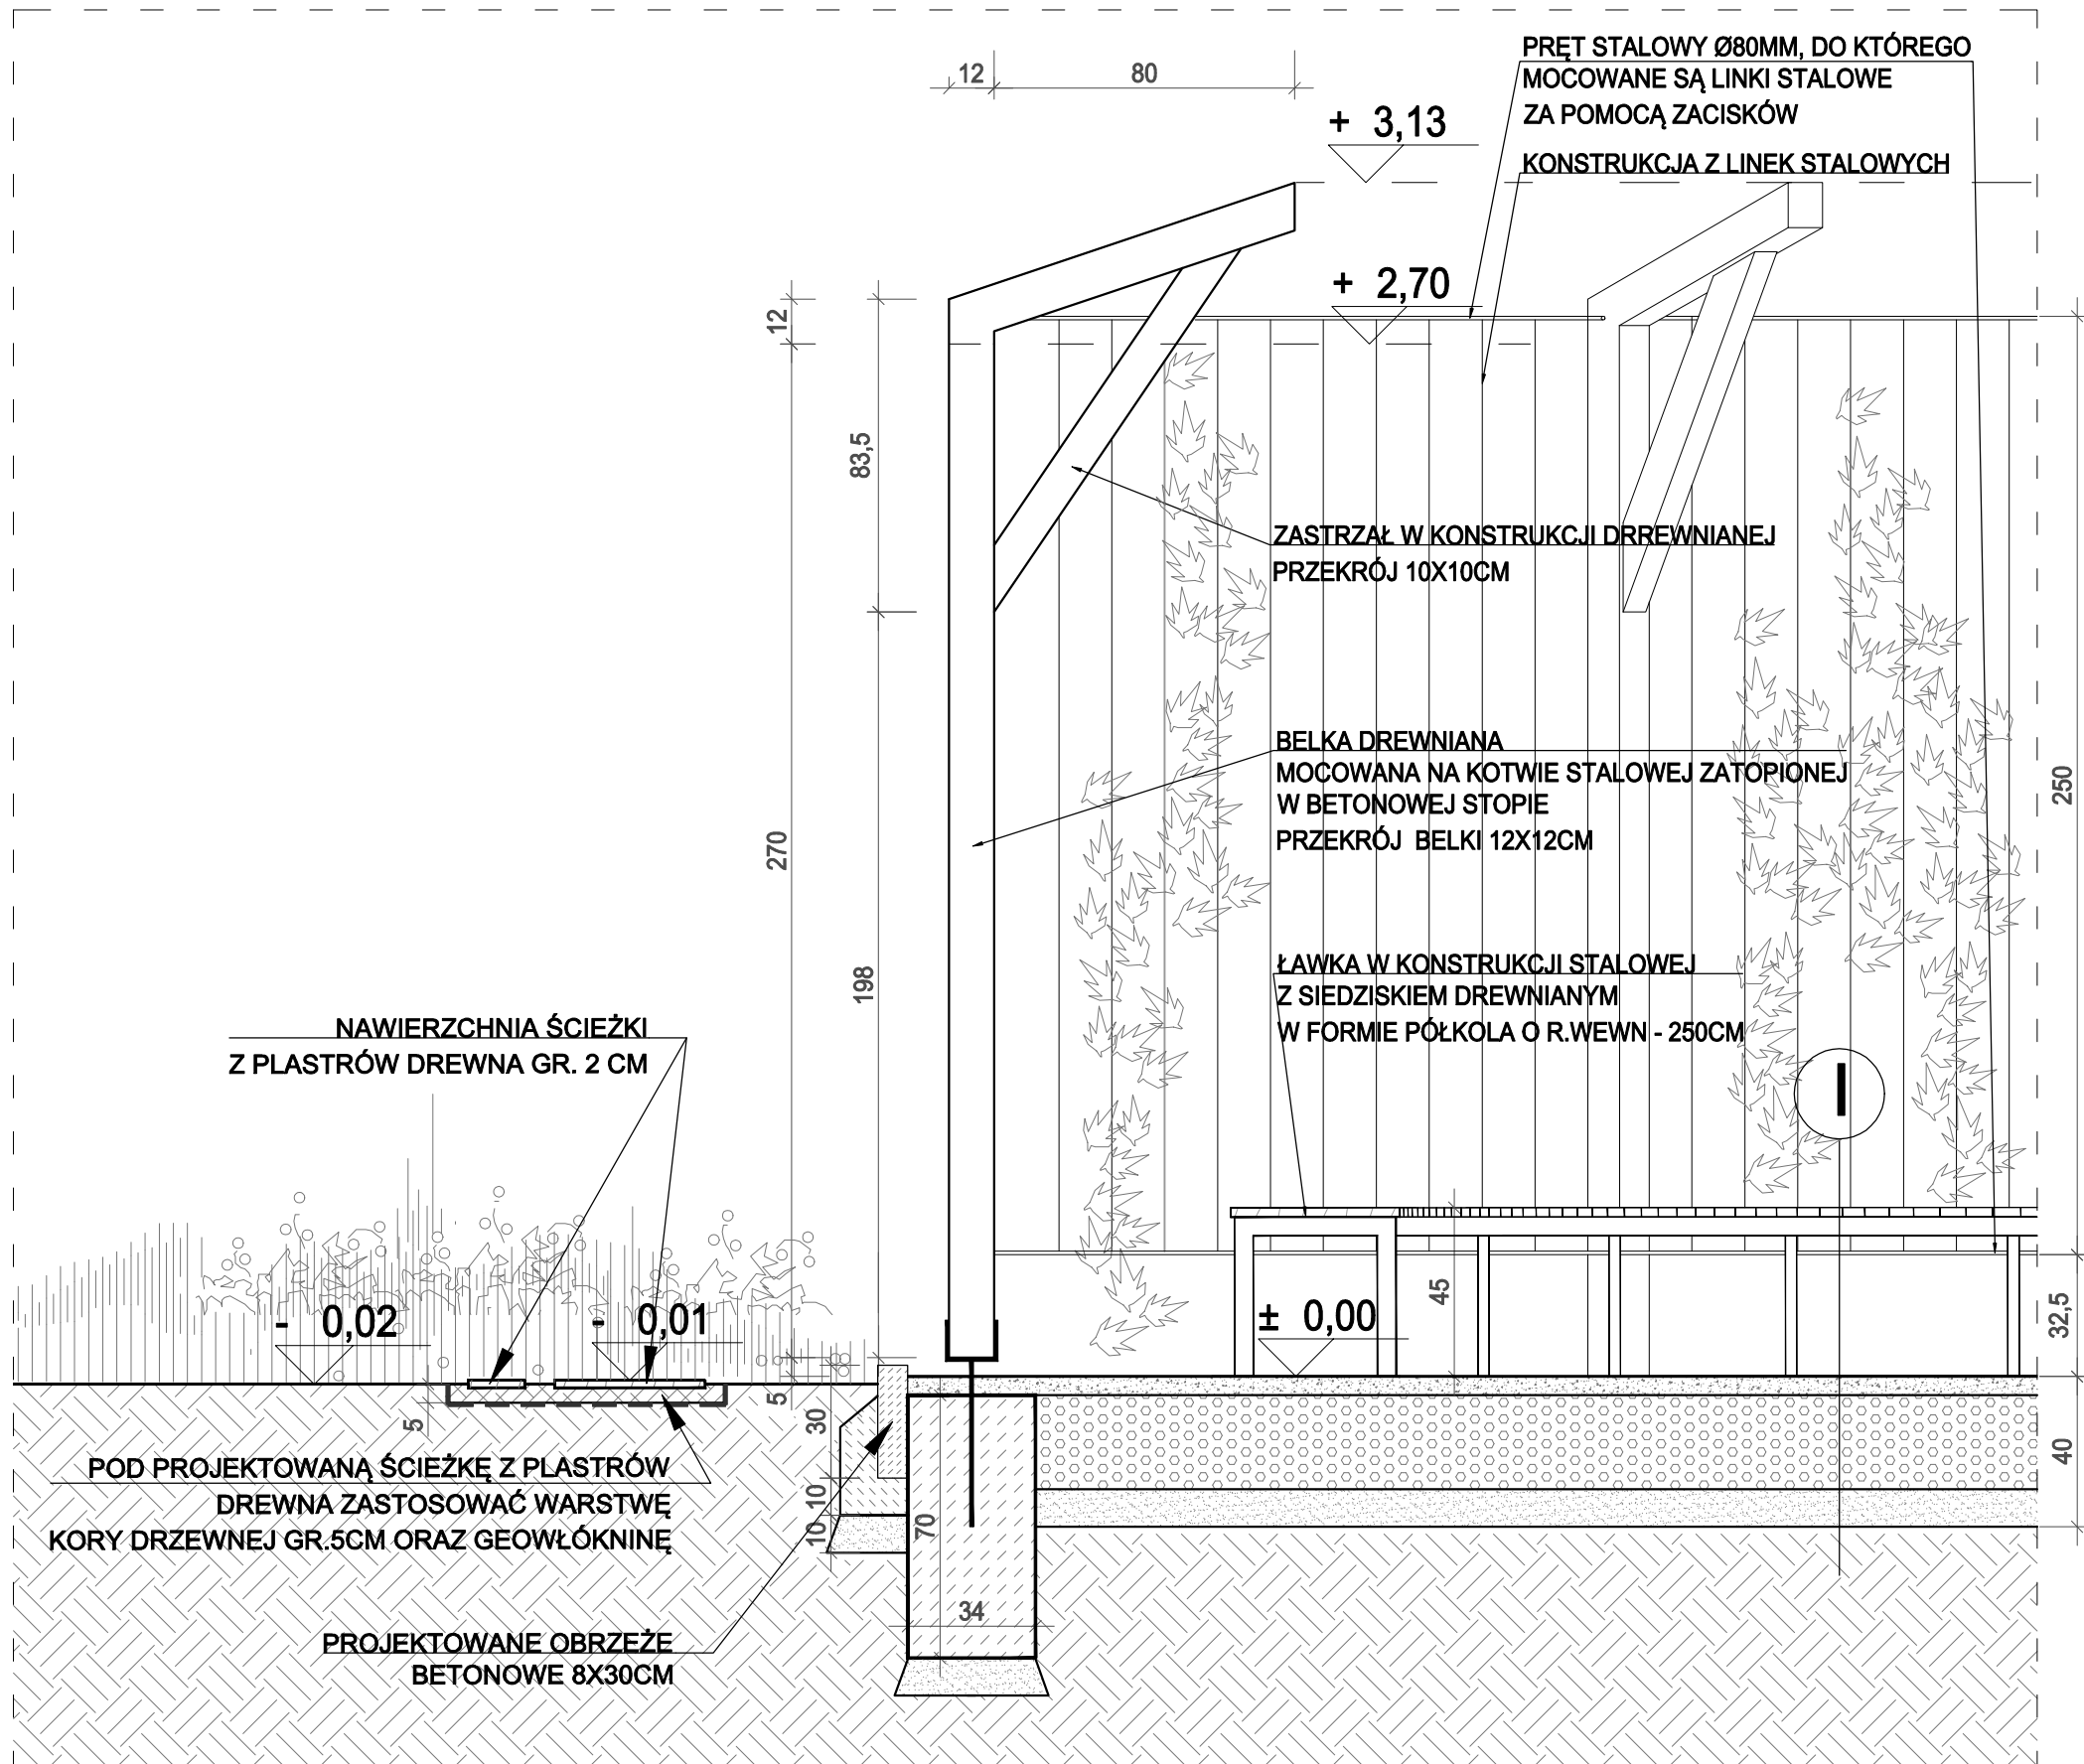 PRĘT STALOWY Ø80MM, DO KTÓREGO
MOCOWANE SĄ LINKI STALOWE
ZA POMOCĄ ZACISKÓW
12
80
+ 3,13
KONSTRUKCJA Z LINEK STALOWYCH
+ 2,70
12
83,5
ZASTRZAŁ W KONSTRUKCJI DRREWNIANEJ
PRZEKRÓJ 10X10CM
BELKA DREWNIANA
MOCOWANA NA KOTWIE STALOWEJ ZATOPIONEJ
W BETONOWEJ STOPIE
PRZEKRÓJ BELKI 12X12CM
250
270
198
ŁAWKA W KONSTRUKCJI STALOWEJ
Z SIEDZISKIEM DREWNIANYM
W FORMIE PÓŁKOLA O R.WEWN - 250CM
NAWIERZCHNIA ŚCIEŻKI
Z PLASTRÓW DREWNA GR. 2 CM
I
45
32,5
- 0,02
- 0,01
± 0,00
5
5
30
10
10
70
40
POD PROJEKTOWANĄ ŚCIEŻKĘ Z PLASTRÓW
DREWNA ZASTOSOWAĆ WARSTWĘ
KORY DRZEWNEJ GR.5CM ORAZ GEOWŁÓKNINĘ
34
PROJEKTOWANE OBRZEŻE
BETONOWE 8X30CM